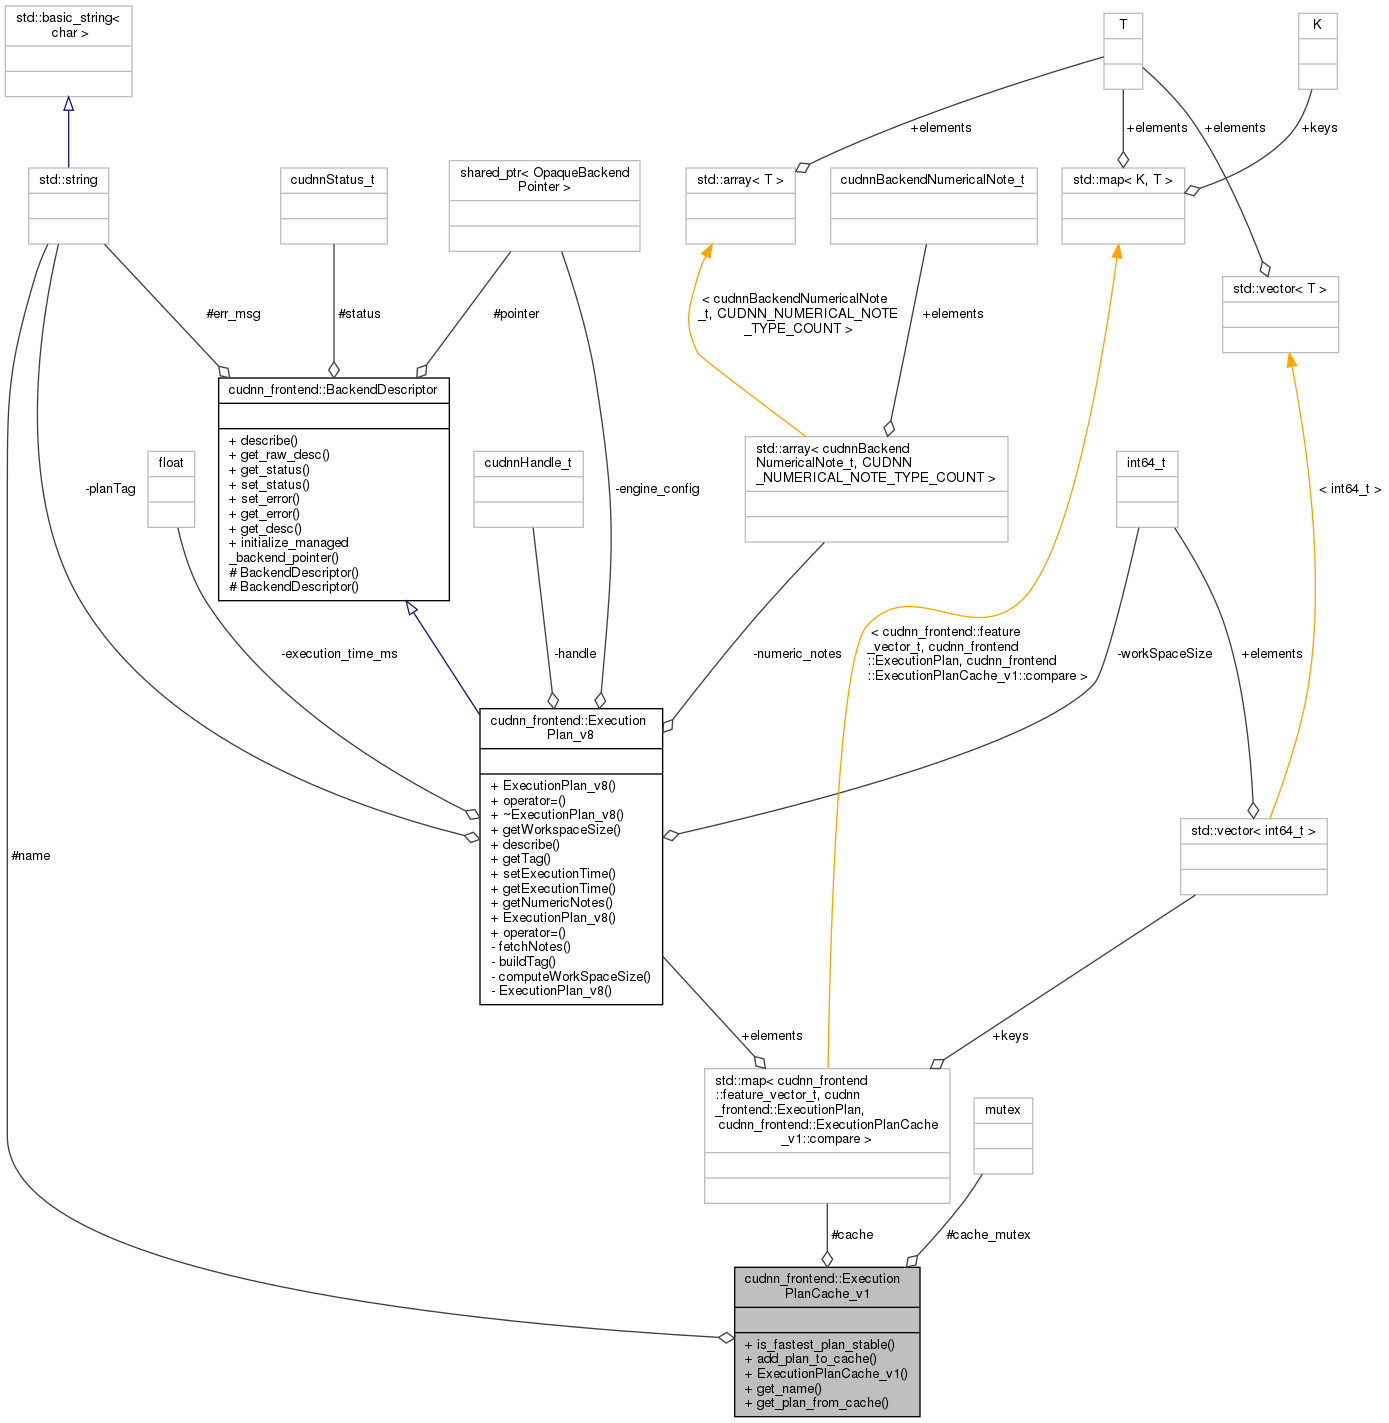 std::basic_string<
char >
T
K
+elements
+elements
+elements
+keys
std::string
cudnnStatus_t
shared_ptr< OpaqueBackend
Pointer >
std::array< T >
cudnnBackendNumericalNote_t
std::map< K, T >
std::vector< T >
#err_msg
#status
#pointer
< cudnnBackendNumericalNote
_t, CUDNN_NUMERICAL_NOTE
_TYPE_COUNT >
+elements
cudnn_frontend::BackendDescriptor
+ describe()
+ get_raw_desc()
+ get_status()
+ set_status()
+ set_error()
+ get_error()
+ get_desc()
+ initialize_managed
_backend_pointer()
# BackendDescriptor()
# BackendDescriptor()
-planTag
float
cudnnHandle_t
-engine_config
std::array< cudnnBackend
NumericalNote_t, CUDNN
_NUMERICAL_NOTE_TYPE_COUNT >
int64_t
< int64_t >
-execution_time_ms
-handle
-numeric_notes
< cudnn_frontend::feature
_vector_t, cudnn_frontend
::ExecutionPlan, cudnn_frontend
::ExecutionPlanCache_v1::compare >
-workSpaceSize
+elements
cudnn_frontend::Execution
Plan_v8
+ ExecutionPlan_v8()
+ operator=()
+ ~ExecutionPlan_v8()
+ getWorkspaceSize()
+ describe()
+ getTag()
+ setExecutionTime()
+ getExecutionTime()
+ getNumericNotes()
+ ExecutionPlan_v8()
+ operator=()
- fetchNotes()
- buildTag()
- computeWorkSpaceSize()
- ExecutionPlan_v8()
std::vector< int64_t >
#name
+elements
+keys
std::map< cudnn_frontend
::feature_vector_t, cudnn
_frontend::ExecutionPlan,
cudnn_frontend::ExecutionPlanCache
_v1::compare >
mutex
#cache
#cache_mutex
cudnn_frontend::Execution
PlanCache_v1
+ is_fastest_plan_stable()
+ add_plan_to_cache()
+ ExecutionPlanCache_v1()
+ get_name()
+ get_plan_from_cache()